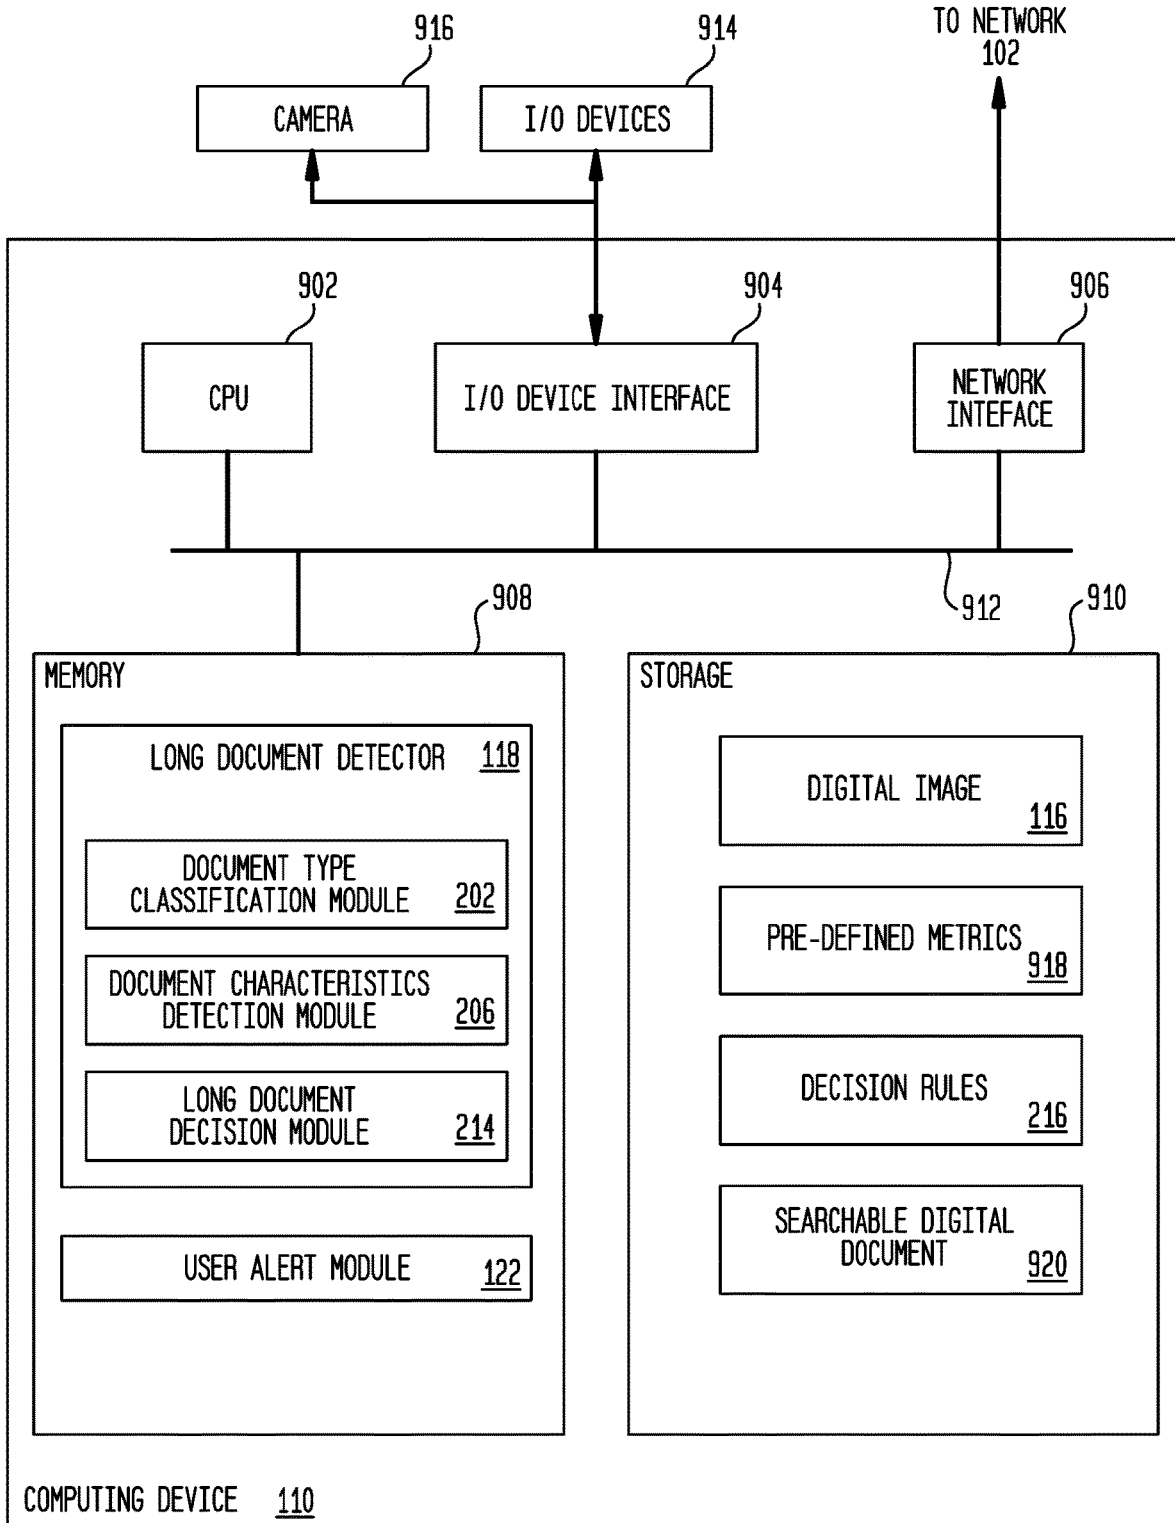 TO NETWORK
102
916
914
CAMERA
I/O DEVICES
902
904
906
CPU
I/O DEVICE INTERFACE
NETWORK
INTEFACE
912
908
910
MEMORY
LONG DOCUMENT DETECTOR 118
DOCUMENT TYPE
CLASSIFICATION MODULE 202
DOCUMENT CHARACTERISTICS
DETECTION MODULE 206
LONG DOCUMENT
DECISION MODULE 214
USER ALERT MODULE 122
STORAGE
DIGITAL IMAGE
116
PRE-DEFINED METRICS
918
DECISION RULES
216
SEARCHABLE DIGITAL
DOCUMENT 920
COMPUTING DEVICE 110